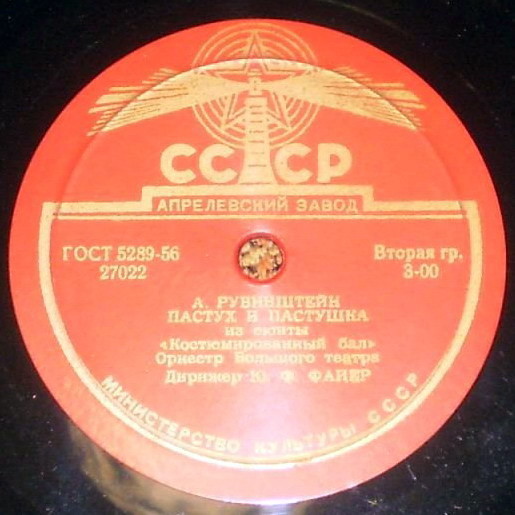 СССР
АПРЕЛЕВСКИЙ ЗАВОД
ГОСТ 5289-56
27022
Вторая гр.
3-00
А. РУБИНШТЕЙН
ПАСТУХ И ПАСТУШКА
из сюиты
«Костюмированный бал»
Оркестр Большого театра
Дирижер Ю. Ф. ФАЙЕР
МИНИСТЕРСТВО КУЛЬТУРЫ СССР